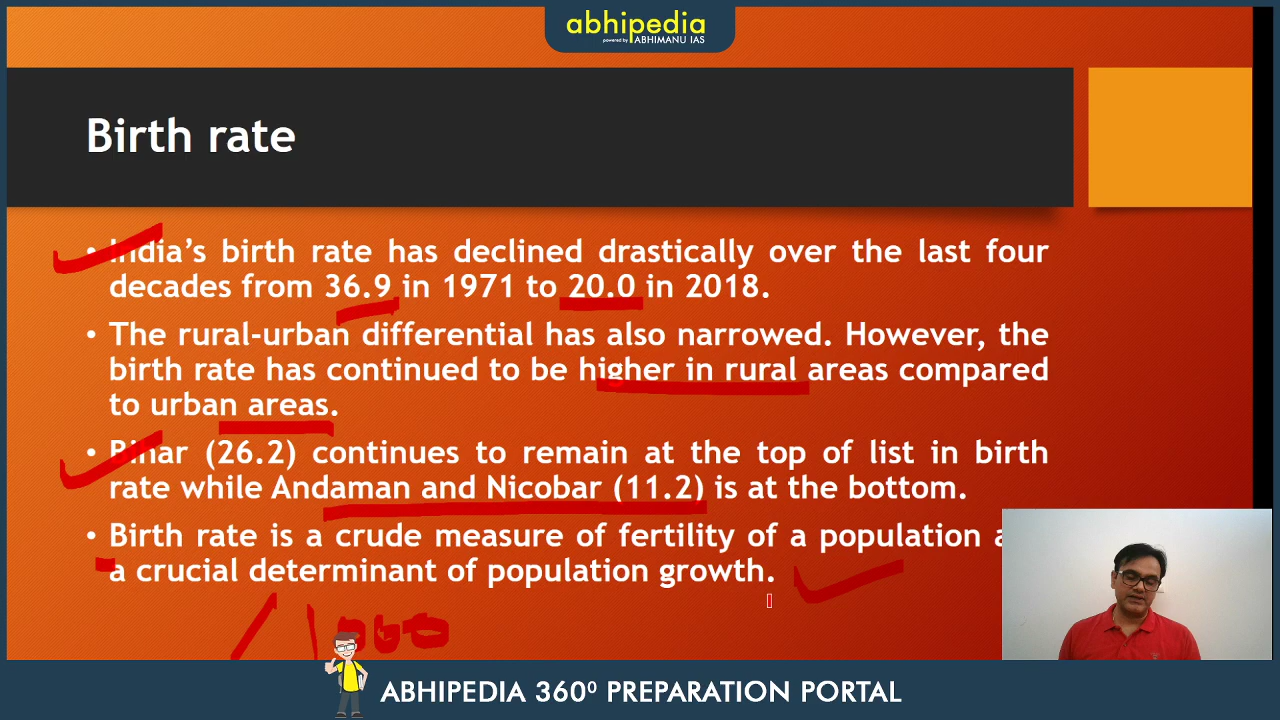 abhipedia
powered by ABHIMANU IAS
Birth rate
• India's birth rate has declined drastically over the last four
decades from 36.9 in 1971 to 20.0 in 2018.
• The rural-urban differential has also narrowed. However, the
birth rate has continued to be higher in rural areas compared
to urban areas.
• Bihar (26.2) continues to remain at the top of list in birth
rate while Andaman and Nicobar (11.2) is at the bottom.
• Birth rate is a crude measure of fertility of a population
a crucial determinant of population growth.
/1000
ABHIPEDIA 360⁰ PREPARATION PORTAL